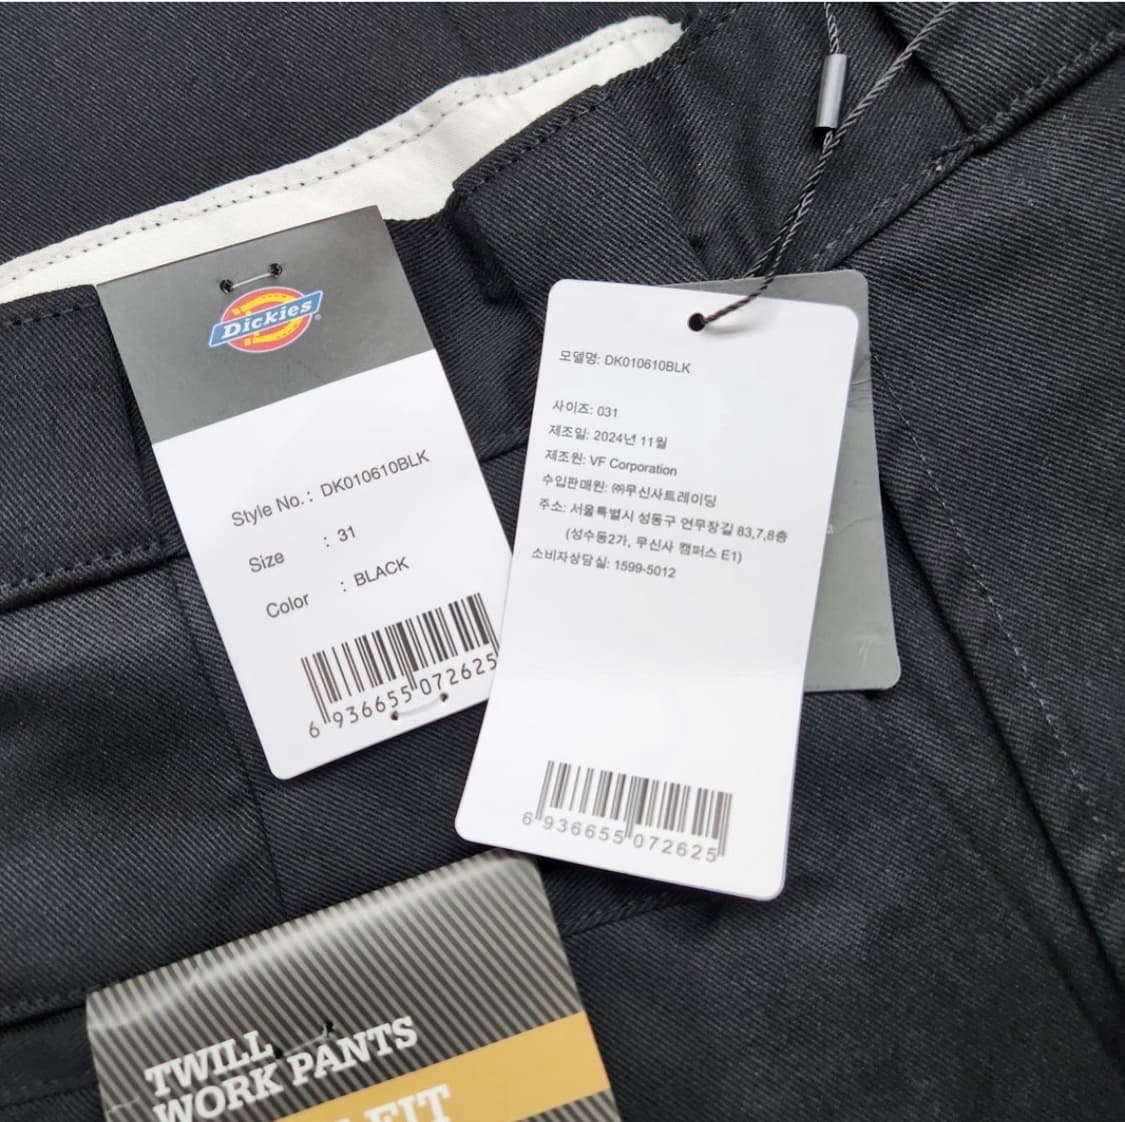 Dickies
Style No.: DK010610BLK
Size : 31
Color : BLACK
6 936655 072625
모델명: DK010610BLK
사이즈: 031
제조일: 2024년 11월
제조원: VF Corporation
수입판매원: ㈜무신사트레이딩
주소: 서울특별시 성동구 연무장길 83,7,8층
(성수동2가, 무신사 캠퍼스 E1)
소비자상담실: 1599-5012
6 936655 072625
TWILL
WORK PANTS
FIT